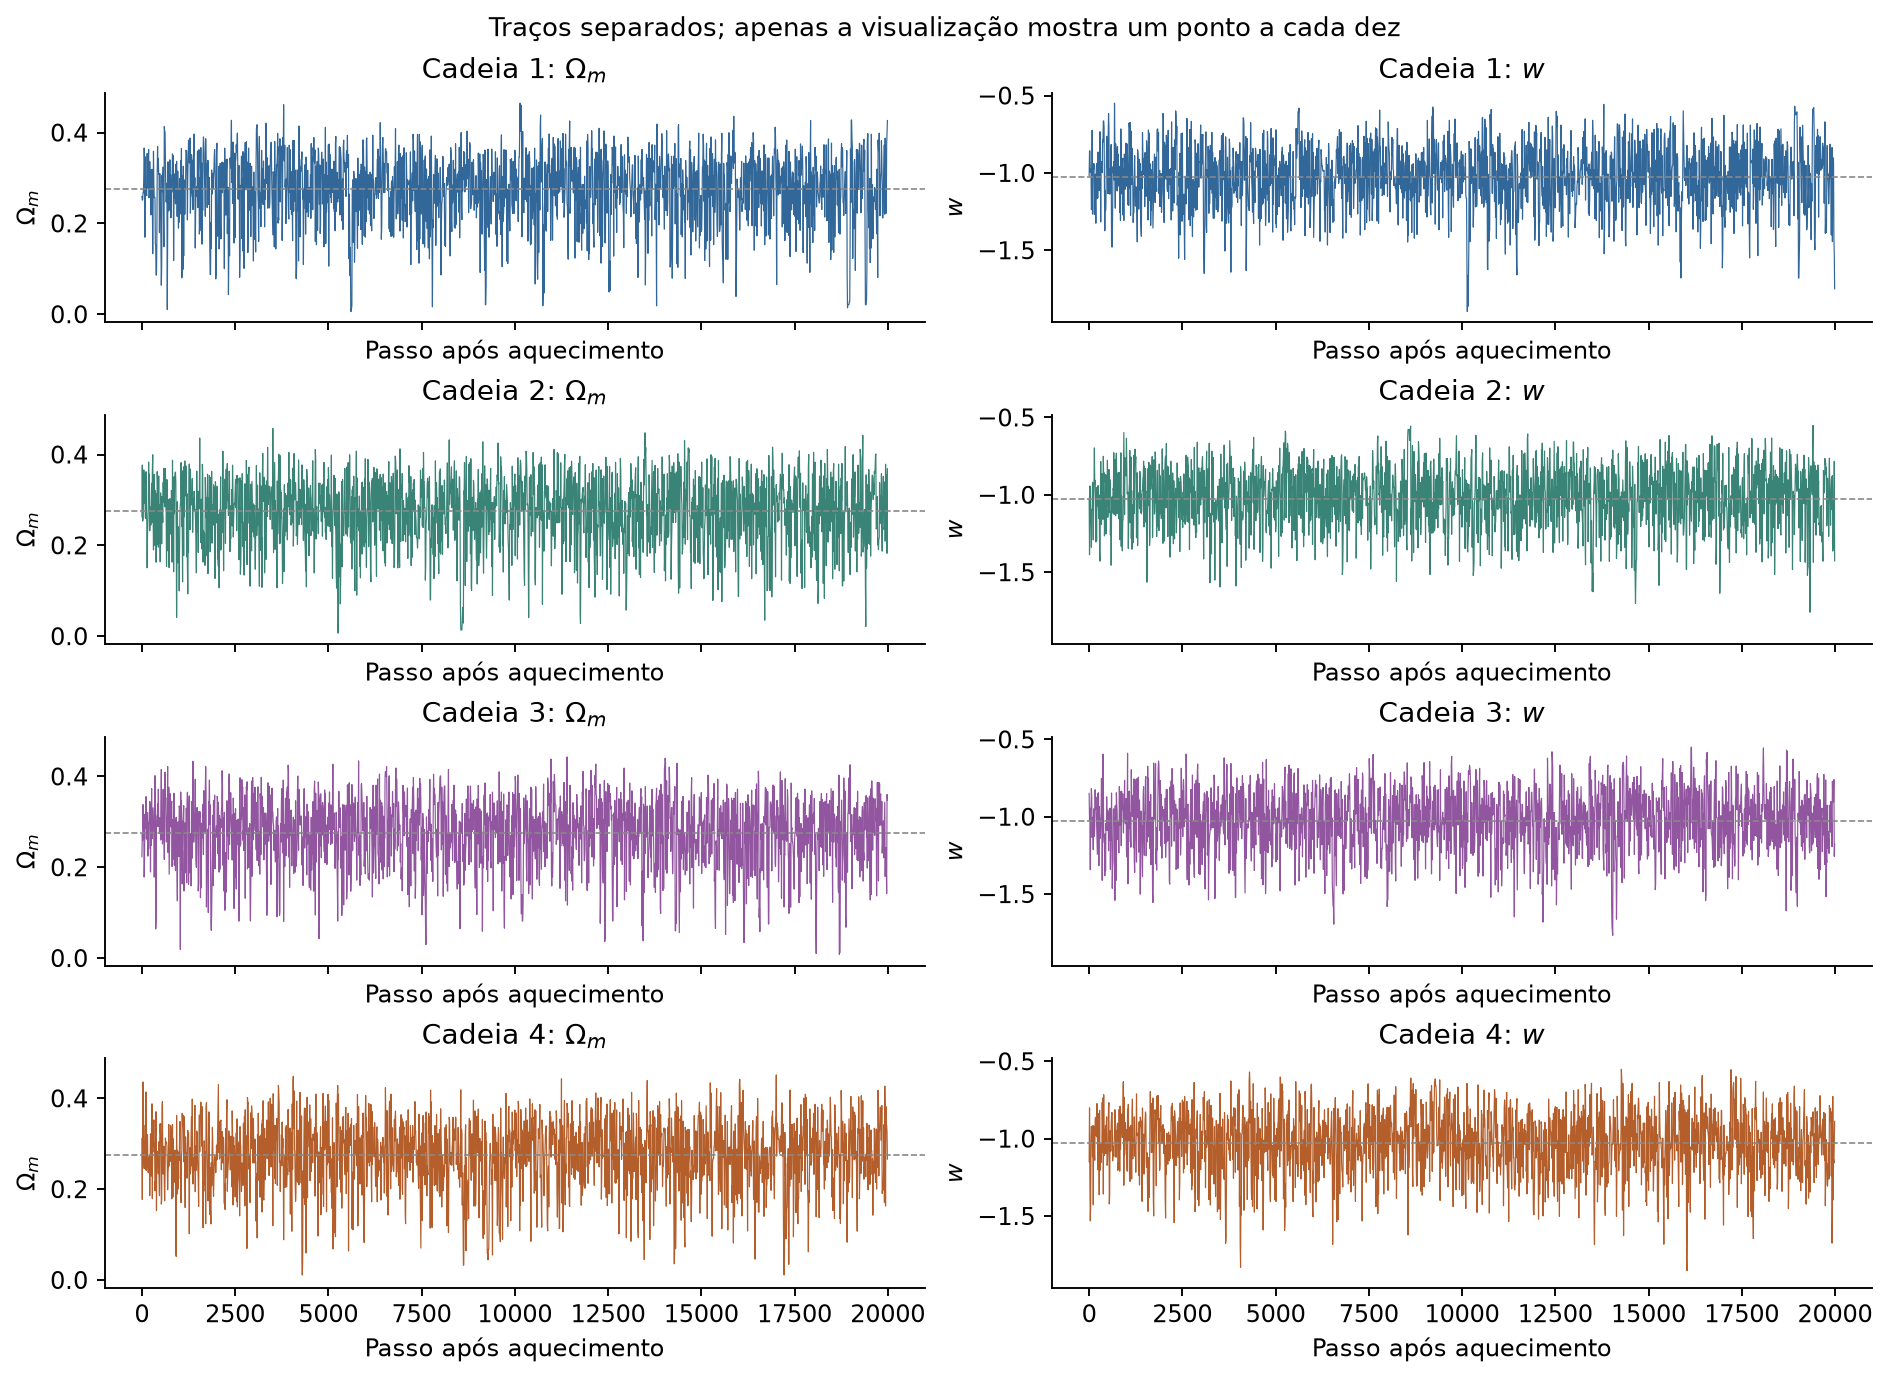 Traços separados; apenas a visualização mostra um ponto a cada dez
Cadeia 1: Ωₘ
Cadeia 1: w
0.4
0.2
0.0
Ωₘ
−0.5
−1.0
−1.5
w
Passo após aquecimento
Passo após aquecimento
Cadeia 2: Ωₘ
Cadeia 2: w
0.4
0.2
0.0
Ωₘ
−0.5
−1.0
−1.5
w
Passo após aquecimento
Passo após aquecimento
Cadeia 3: Ωₘ
Cadeia 3: w
0.4
0.2
0.0
Ωₘ
−0.5
−1.0
−1.5
w
Passo após aquecimento
Passo após aquecimento
Cadeia 4: Ωₘ
Cadeia 4: w
0.4
0.2
0.0
Ωₘ
−0.5
−1.0
−1.5
w
0 2500 5000 7500 10000 12500 15000 17500 20000
0 2500 5000 7500 10000 12500 15000 17500 20000
Passo após aquecimento
Passo após aquecimento